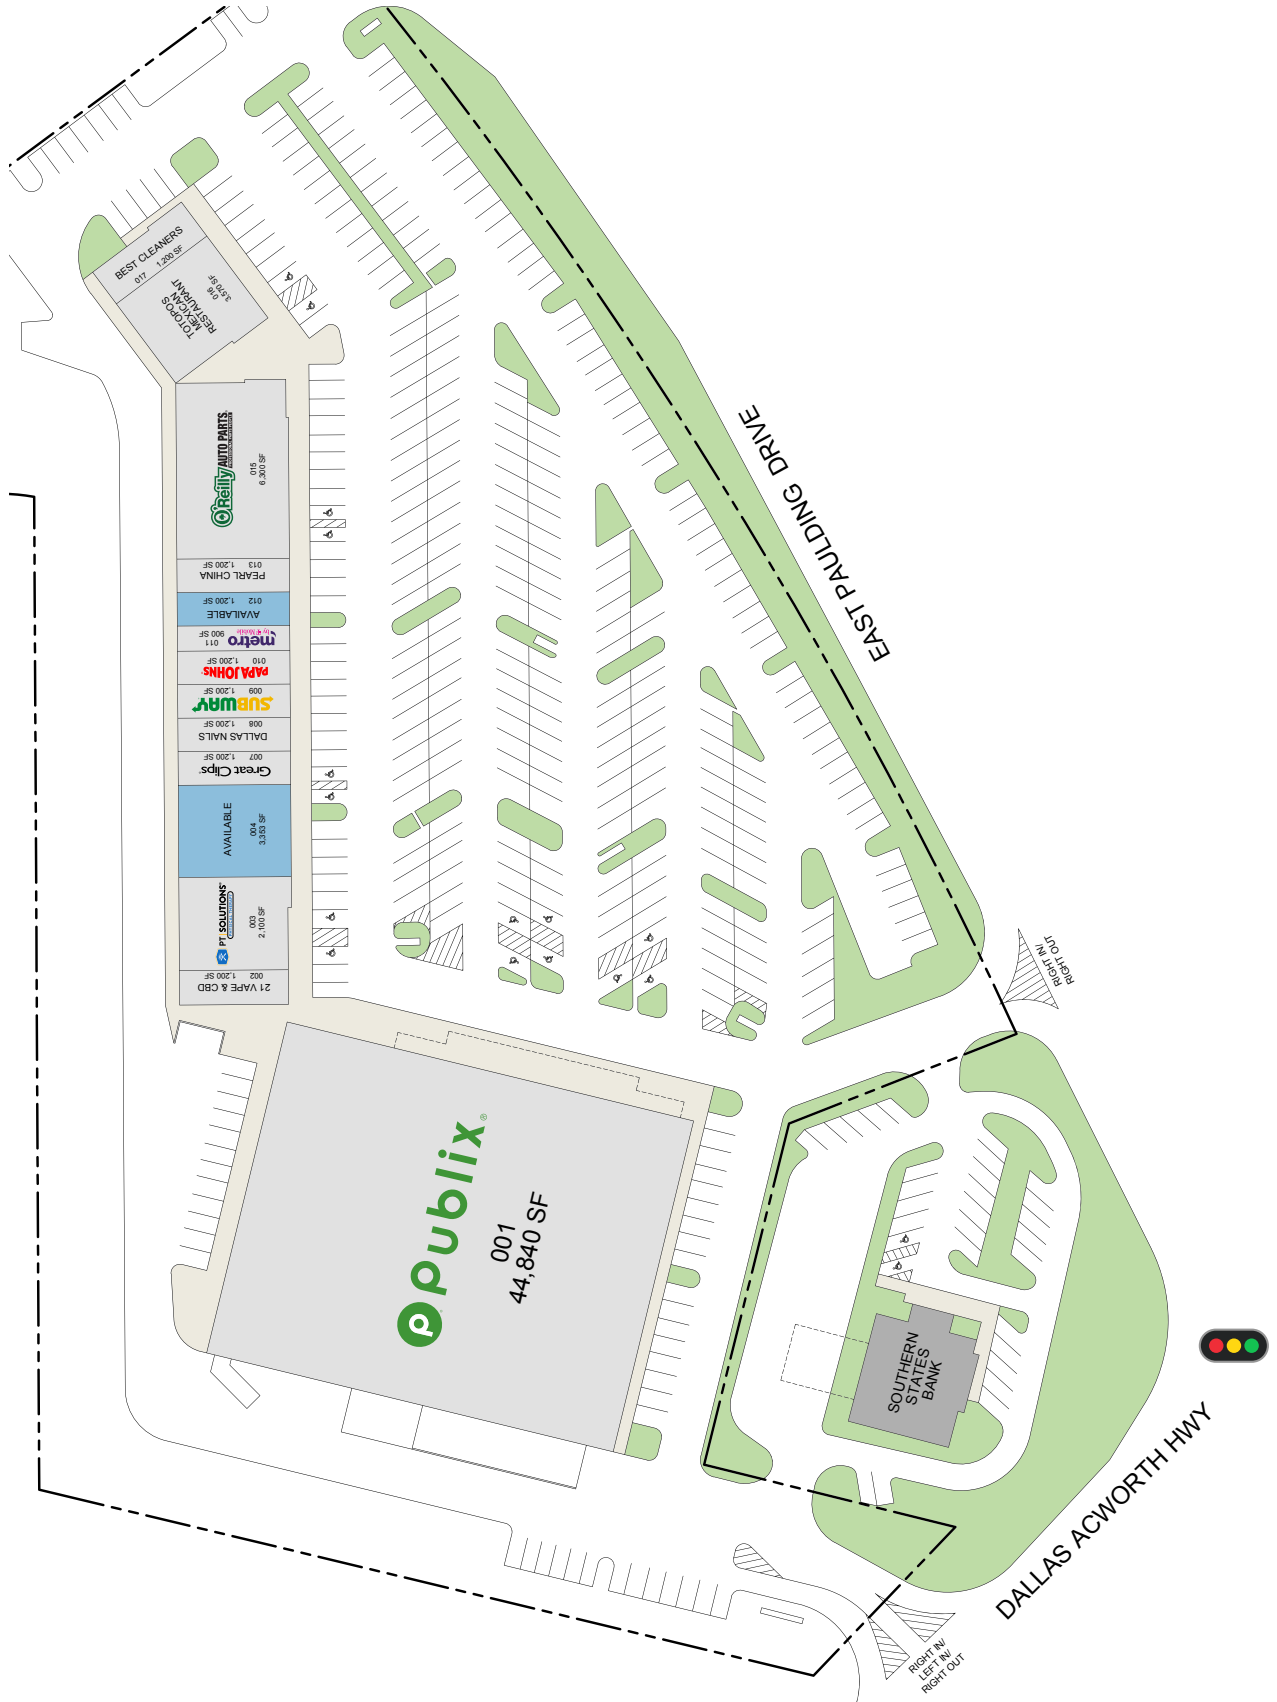 BEST CLEANERS
017 1,200 SF
TOTOPOS
MEXICAN
RESTAURANT
016
3,570 SF
O'Reilly AUTO PARTS
015
6,300 SF
013 1,200 SF
PEARL CHINA
012 1,200 SF
AVAILABLE
011 900 SF
metro
by T Mobile
010 1,200 SF
PAPA JOHNS
009 1,200 SF
SUBWAY
008 1,200 SF
DALLAS NAILS
007 1,200 SF
Great Clips
AVAILABLE
004
3,353 SF
PT SOLUTIONS
003
2,100 SF
002 1,200 SF
21 VAPE & CBD
Publix
001
44,840 SF
EAST PAULDING DRIVE
RIGHT IN/
RIGHT OUT
SOUTHERN
STATES
BANK
DALLAS ACWORTH HWY
RIGHT IN/
LEFT IN/
RIGHT OUT